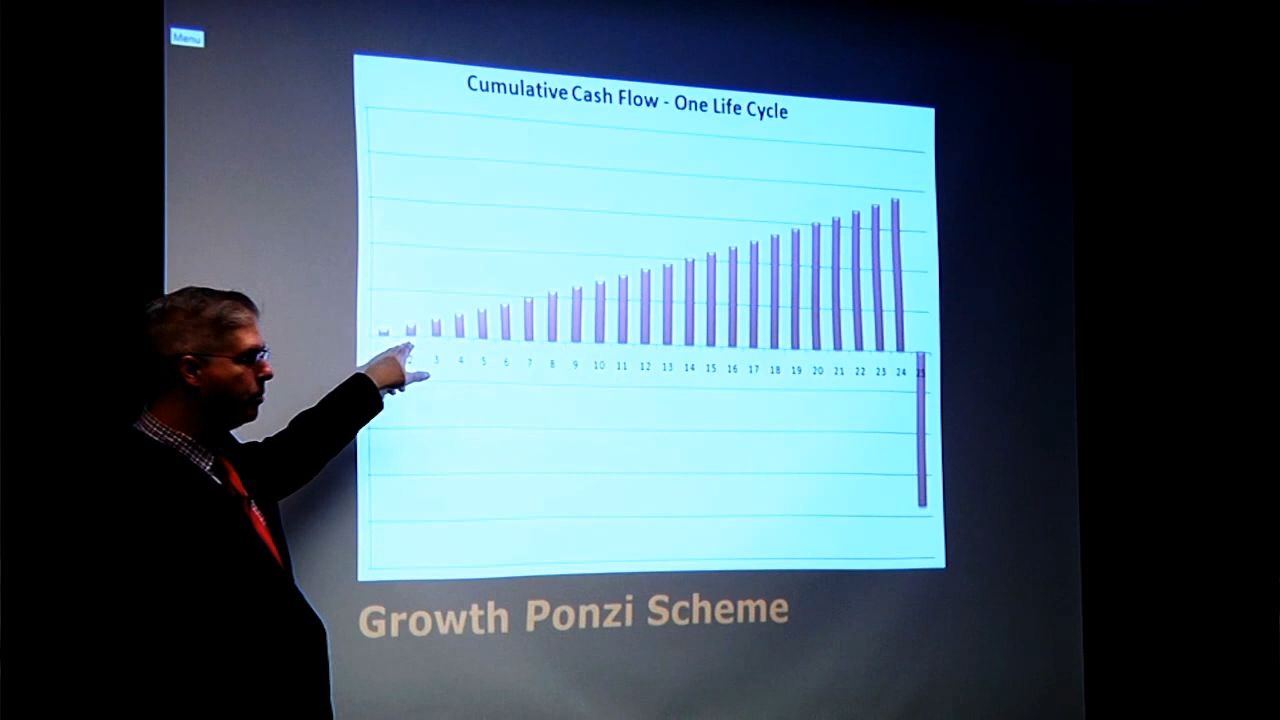 Menu
Cumulative Cash Flow - One Life Cycle
2 3 4 5 6 7 8 9 10 11 12 13 14 15 16 17 18 19 20 21 22 23 24 25
Growth Ponzi Scheme